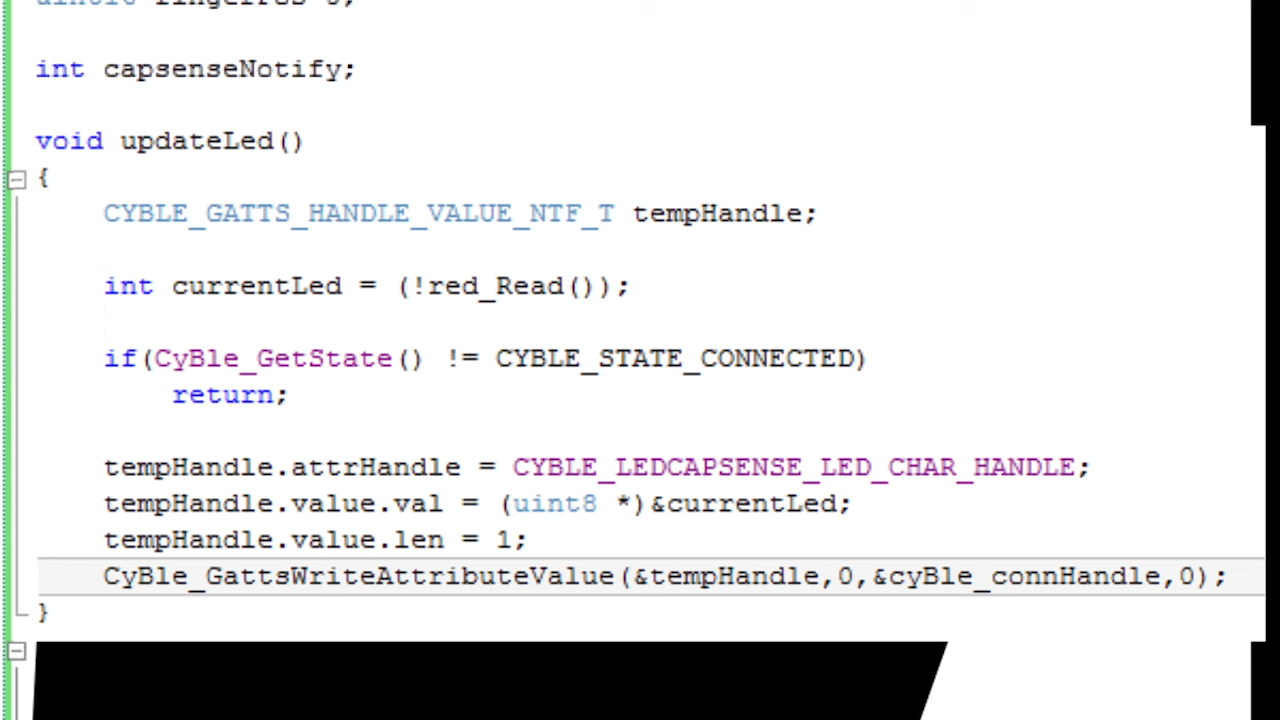 int capsenseNotify;
void updateLed()
{
CYBLE_GATTS_HANDLE_VALUE_NTF_T tempHandle;
int currentLed = (!red_Read());
if(CyBle_GetState() != CYBLE_STATE_CONNECTED)
return;
tempHandle.attrHandle = CYBLE_LEDCAPSENSE_LED_CHAR_HANDLE;
tempHandle.value.val = (uint8 *)&currentLed;
tempHandle.value.len = 1;
CyBle_GattsWriteAttributeValue(&tempHandle,0,&cyBle_connHandle,0);
}